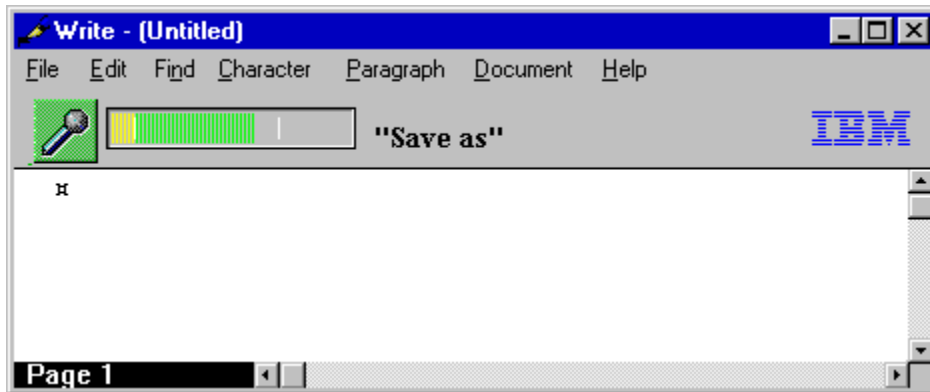 Write - (Untitled)
File Edit Find Character Paragraph Document Help
"Save as" IBM
¤
Page 1